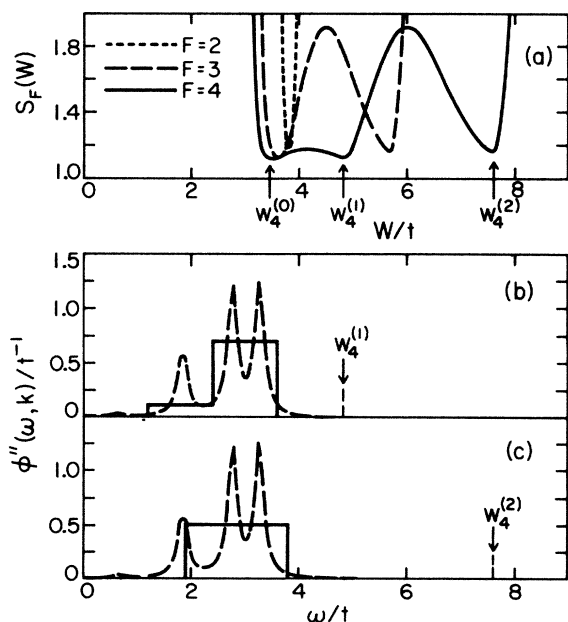 S_F(W)
2.0
1.8
1.4
1.0
F=2
F=3
F=4
(a)
0 2 4 6 8
W_4^(0) W_4^(1) W_4^(2)
W/t
ϕ''(ω,k)/t⁻¹
1.5
1.0
0.5
0
(b)
W_4^(1)
1.0
0.5
0
(c)
W_4^(2)
0 2 4 6 8
ω/t